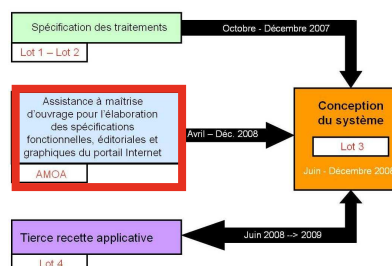 Spécification des traitements
Lot 1 – Lot 2
Octobre - Décembre 2007
Assistance à maîtrise
d'ouvrage pour l'élaboration
des spécifications
fonctionnelles, éditoriales et
graphiques du portail Internet
AMOA
Avril – Déc. 2008
Conception
du système
Lot 3
Juin - Décembre 2008
Tierce recette applicative
Lot 4
Juin 2008 --> 2009